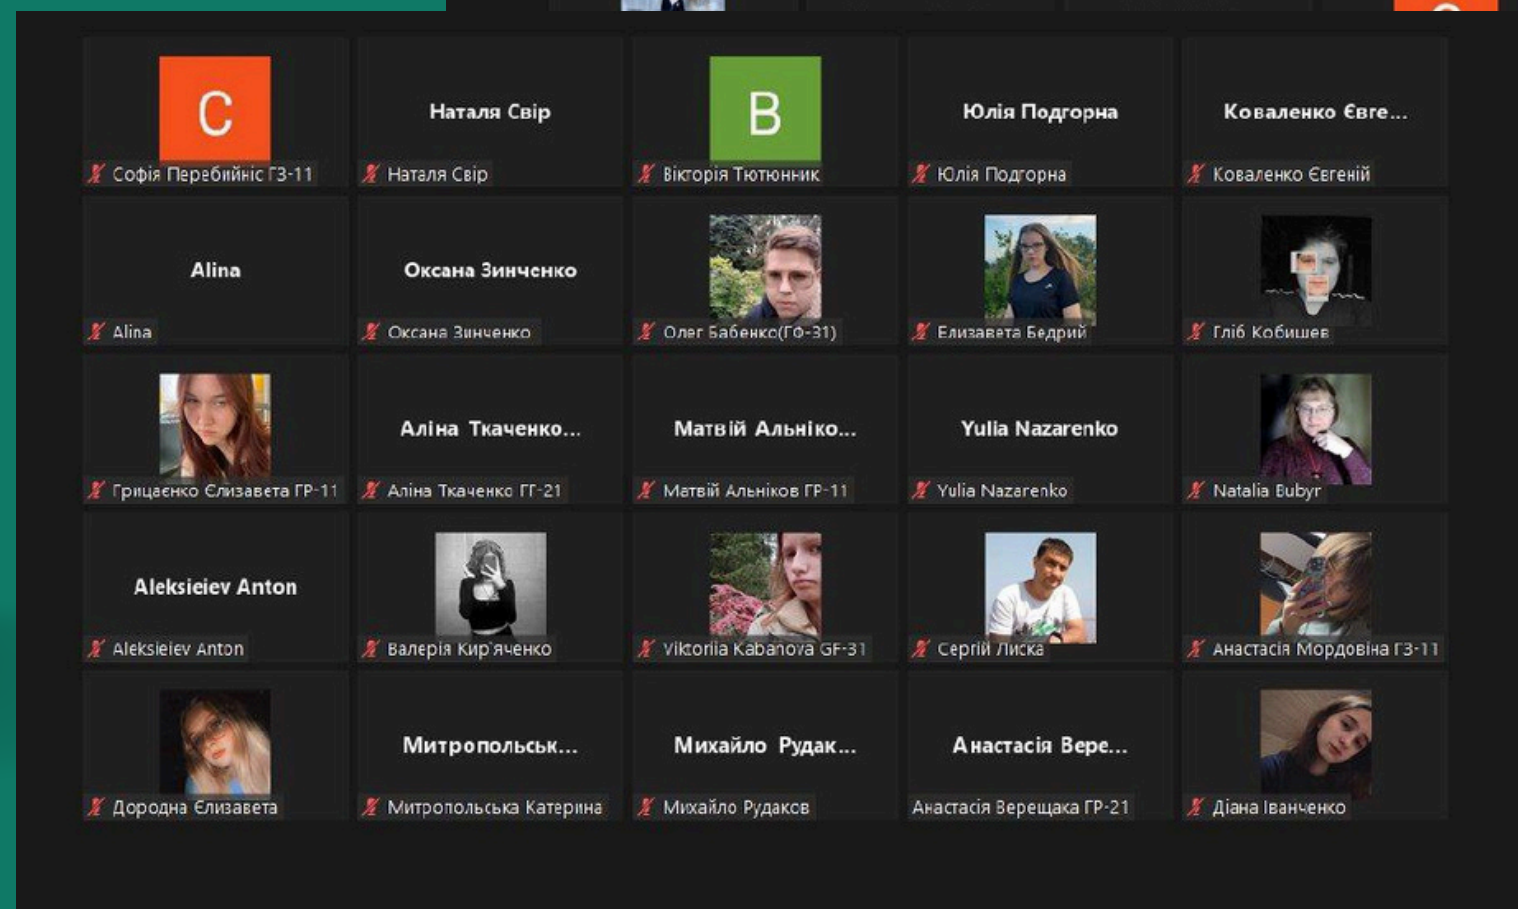 С
Софія Перебийніс ГЗ-11
Наталя Свір
Наталя Свір
В
Вікторія Тютюнник
Юлія Подгорна
Юлія Подгорна
Коваленко Євге...
Коваленко Євгеній
Alina
Alina
Оксана Зинченко
Оксана Зинченко
Олег Бабенко(ГФ-31)
Елизавета Бедрий
Гліб Кобишев
Грицаєнко Єлизавета ГР-11
Аліна Ткаченко...
Аліна Ткаченко ГГ-21
Матвій Альніко...
Матвій Альніков ГР-11
Yulia Nazarenko
Yulia Nazarenko
Natalia Bubyr
Aleksieiev Anton
Aleksieiev Anton
Валерія Кир'яченко
Viktoriia Kabanova GF-31
Сергій Лиска
Анастасія Мордовіна ГЗ-11
Дородна Єлизавета
Митропольськ...
Митропольська Катерина
Михайло Рудак...
Михайло Рудаков
Анастасія Вере...
Анастасія Верещака ГР-21
Діана Іванченко